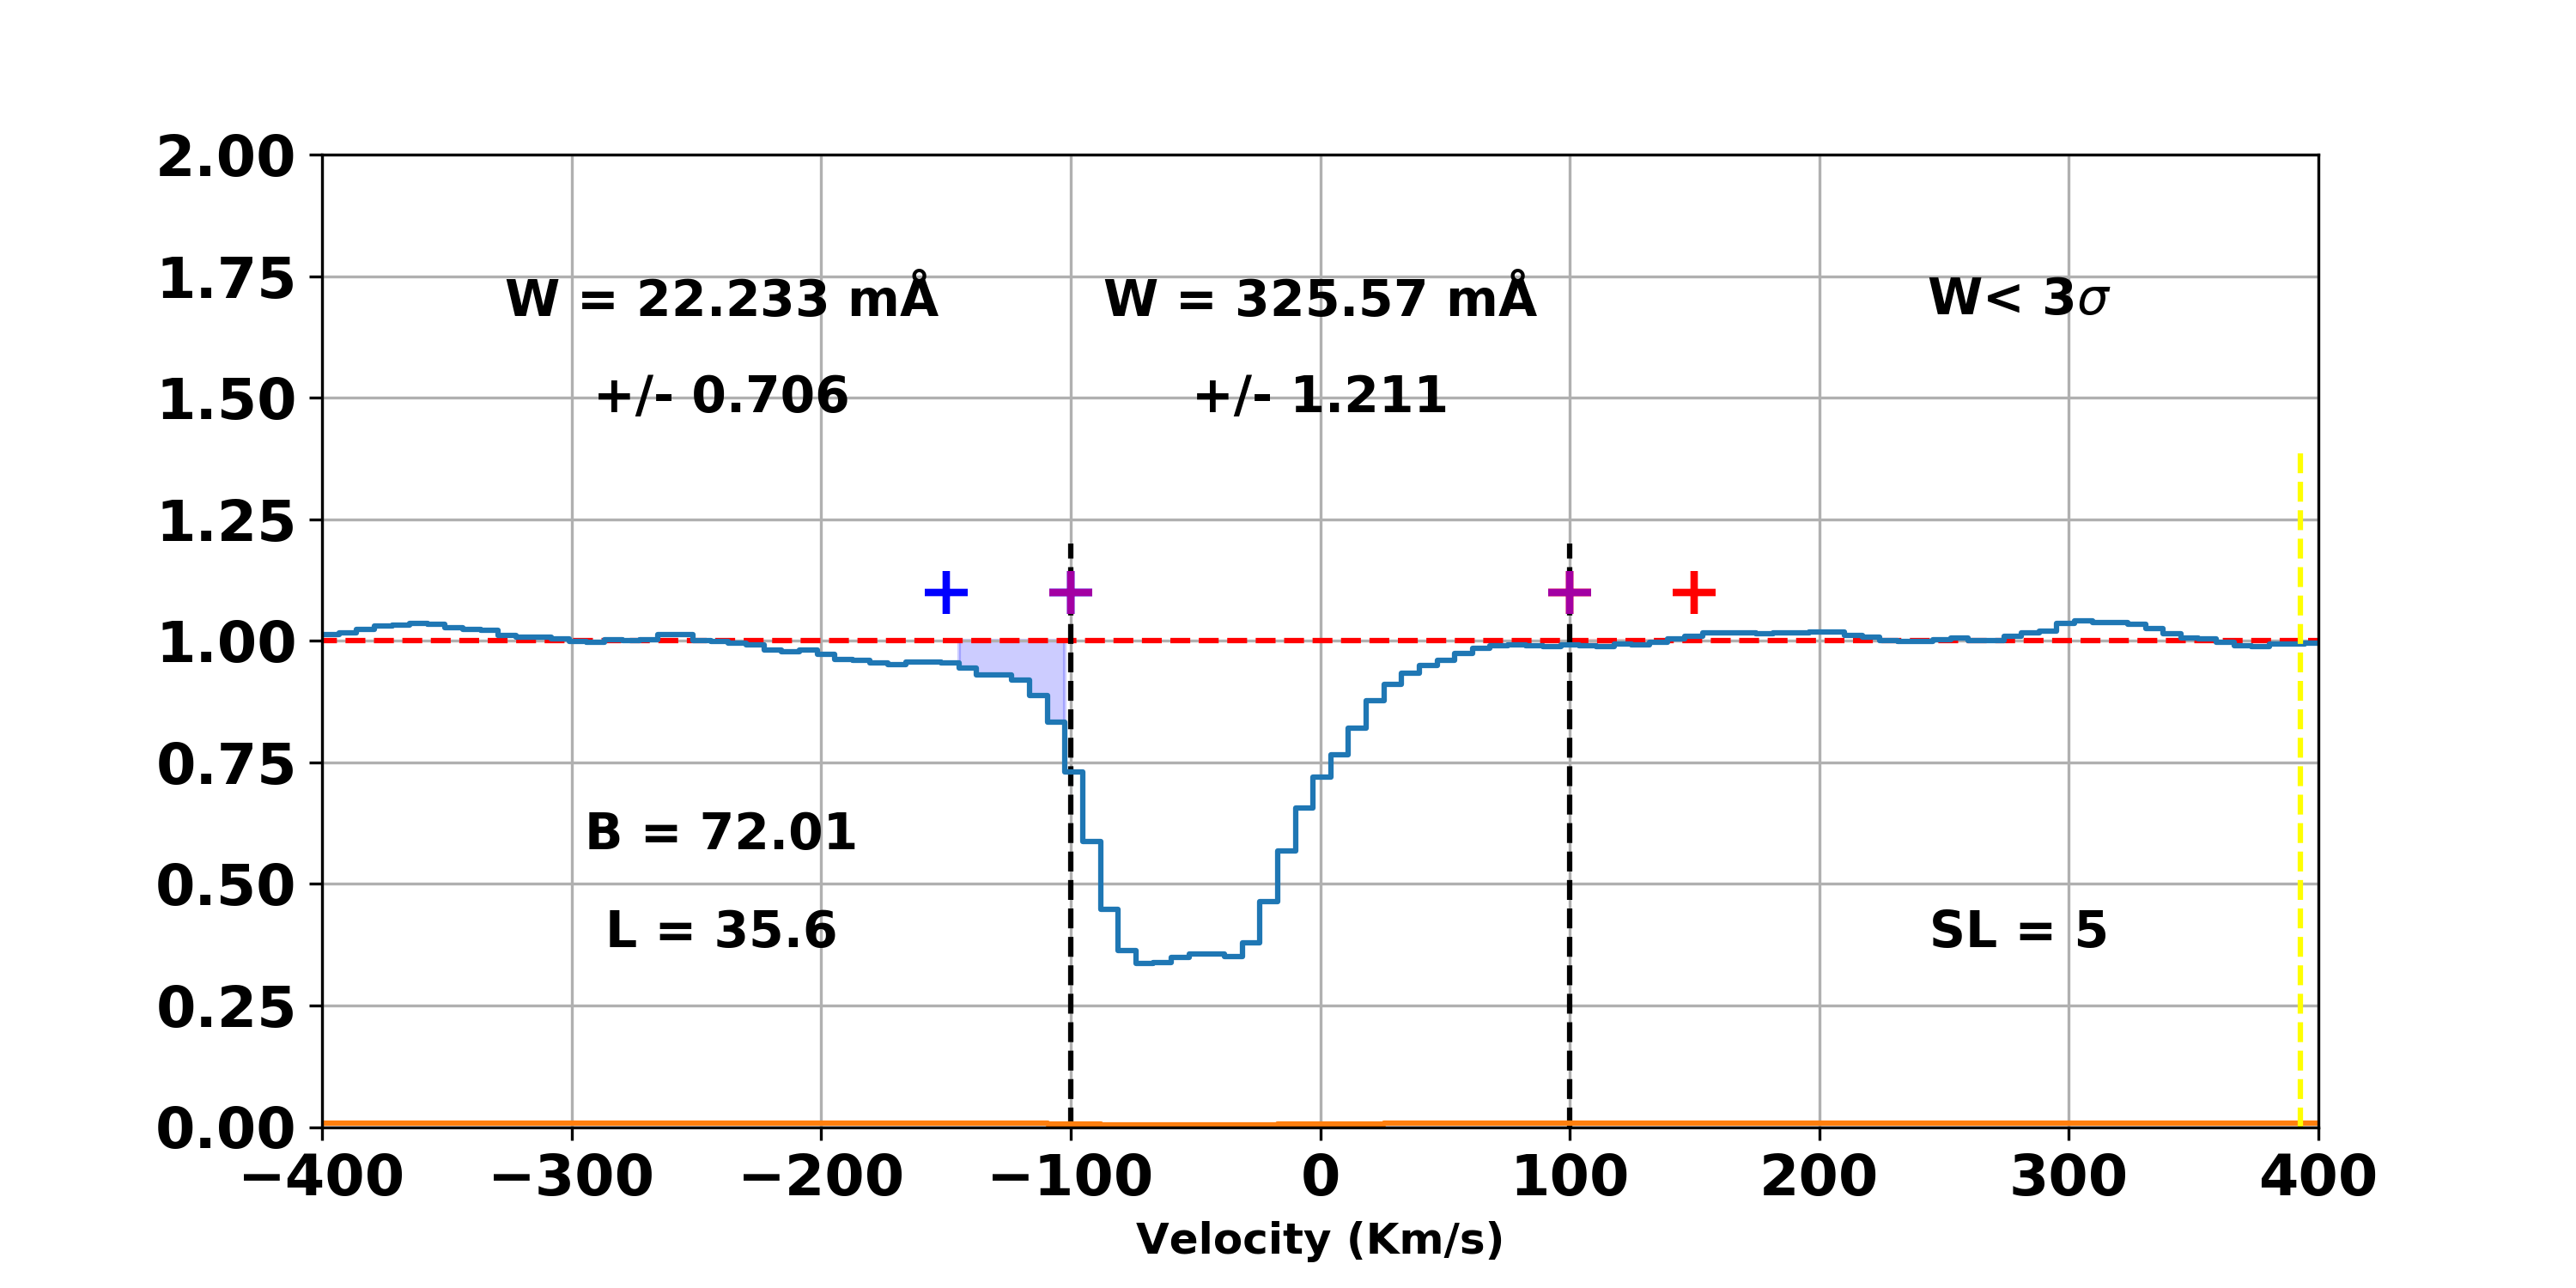 2.00
1.75
W = 22.233 mÅ
W = 325.57 mÅ
W< 3σ
1.50
+/- 0.706
+/- 1.211
1.25
1.00
0.75
B = 72.01
0.50
L = 35.6
SL = 5
0.25
0.00
−400 −300 −200 −100 0 100 200 300 400
Velocity (Km/s)